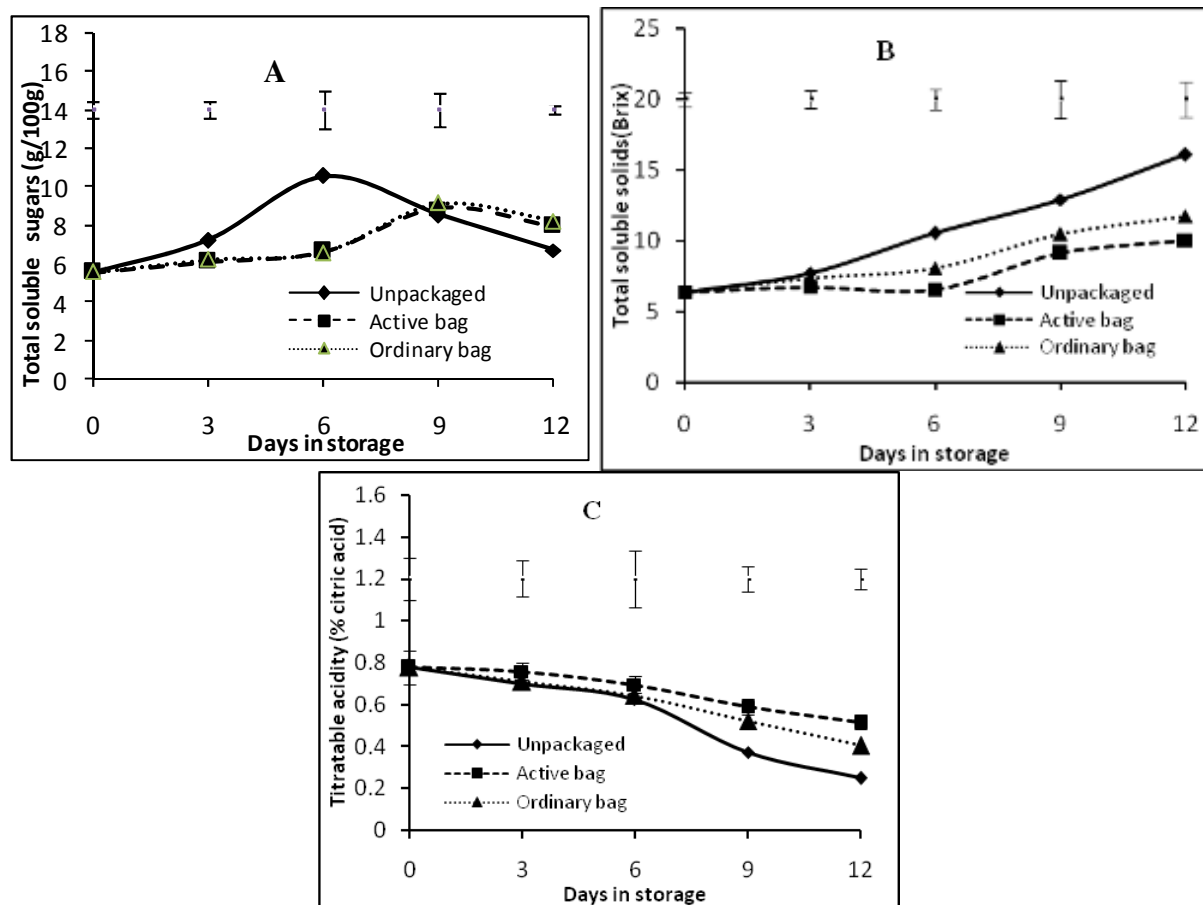 A
Total soluble sugars (g/100g)
18
16
14
12
10
8
6
4
2
0
Unpackaged
Active bag
Ordinary bag
0 3 6 9 12
Days in storage
B
Total soluble solids(Brix)
25
20
15
10
5
0
Unpackaged
Active bag
Ordinary bag
0 3 6 9 12
Days in storage
C
Titratable acidity (% citric acid)
1.6
1.4
1.2
1
0.8
0.6
0.4
0.2
0
Unpackaged
Active bag
Ordinary bag
0 3 6 9 12
Days in storage